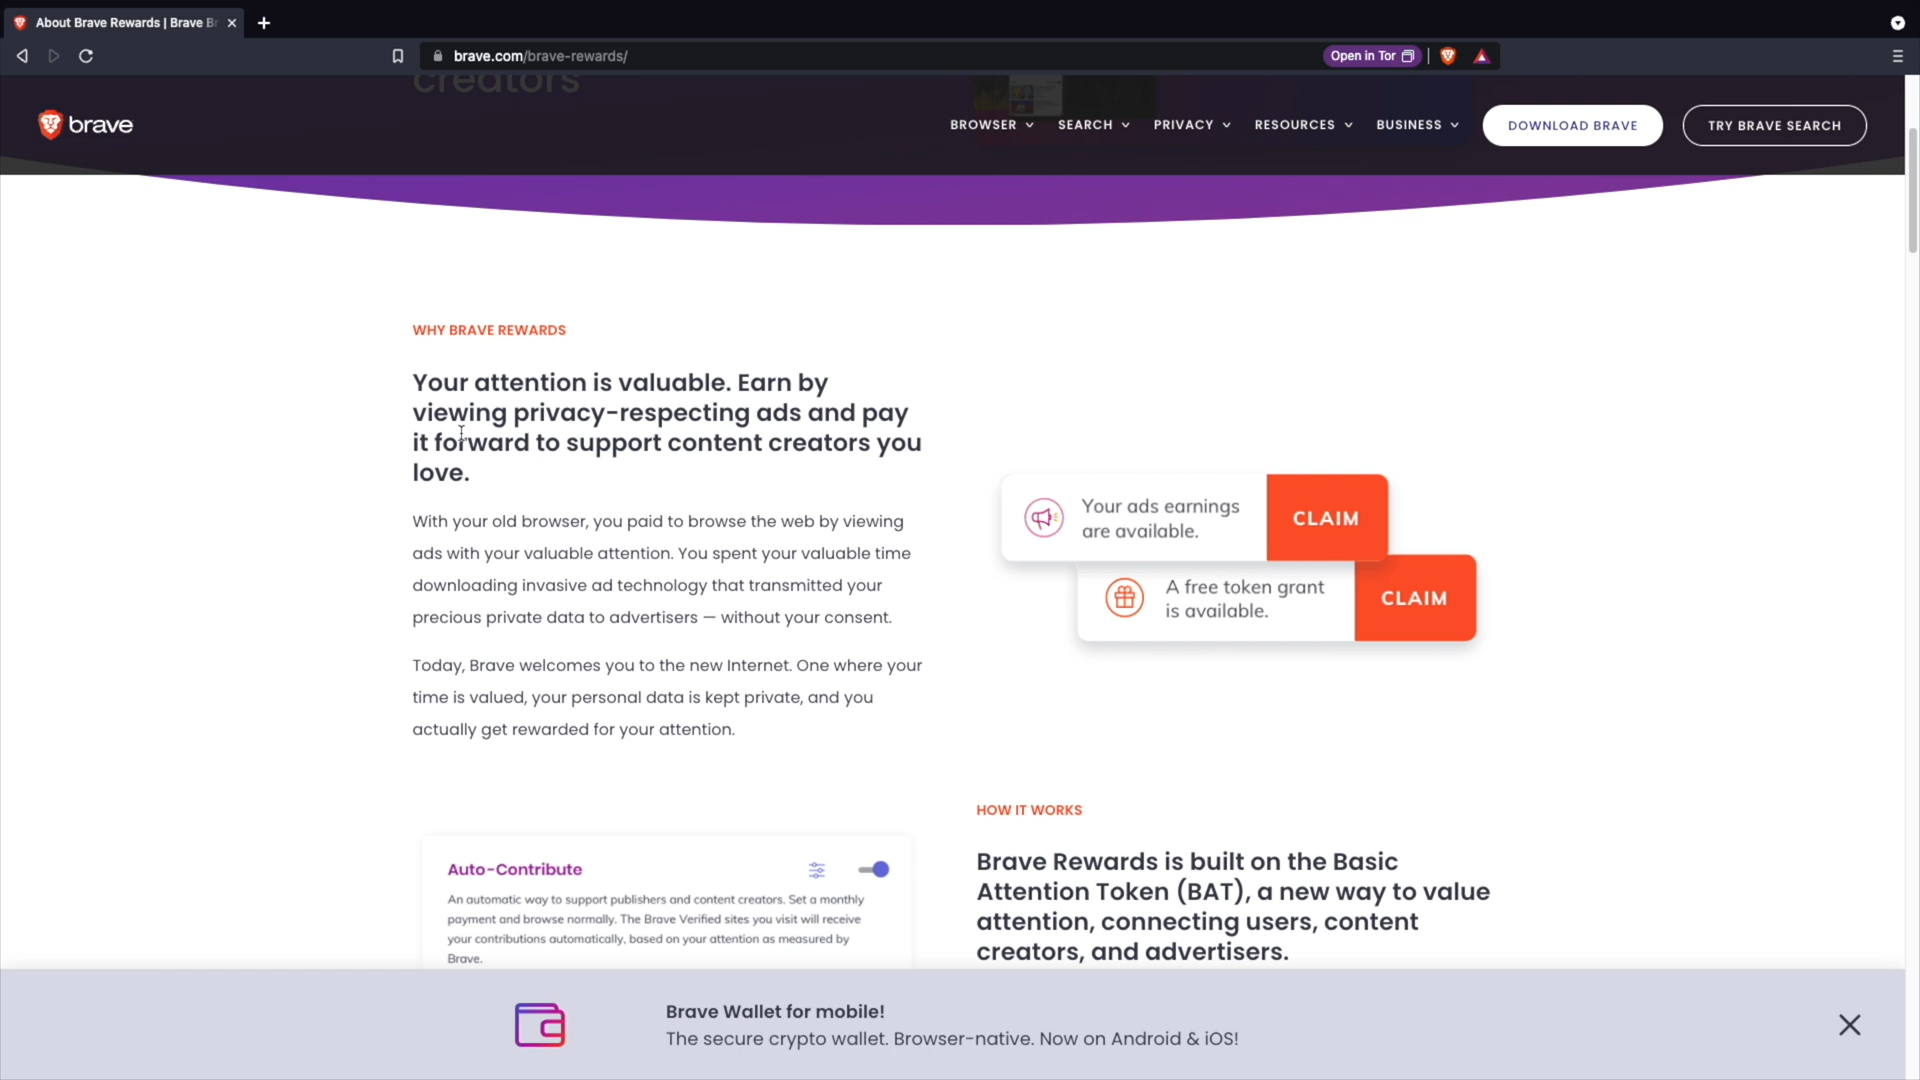 About Brave Rewards | Brave Br
brave.com/brave-rewards/
Open in Tor
creators
brave
BROWSER
SEARCH
PRIVACY
RESOURCES
BUSINESS
DOWNLOAD BRAVE
TRY BRAVE SEARCH
WHY BRAVE REWARDS
Your attention is valuable. Earn by
viewing privacy-respecting ads and pay
it forward to support content creators you
love.
With your old browser, you paid to browse the web by viewing
ads with your valuable attention. You spent your valuable time
downloading invasive ad technology that transmitted your
precious private data to advertisers — without your consent.
Today, Brave welcomes you to the new Internet. One where your
time is valued, your personal data is kept private, and you
actually get rewarded for your attention.
Your ads earnings
are available.
CLAIM
A free token grant
is available.
CLAIM
Auto-Contribute
An automatic way to support publishers and content creators. Set a monthly
payment and browse normally. The Brave Verified sites you visit will receive
your contributions automatically, based on your attention as measured by
Brave.
HOW IT WORKS
Brave Rewards is built on the Basic
Attention Token (BAT), a new way to value
attention, connecting users, content
creators, and advertisers.
Brave Wallet for mobile!
The secure crypto wallet. Browser-native. Now on Android & iOS!